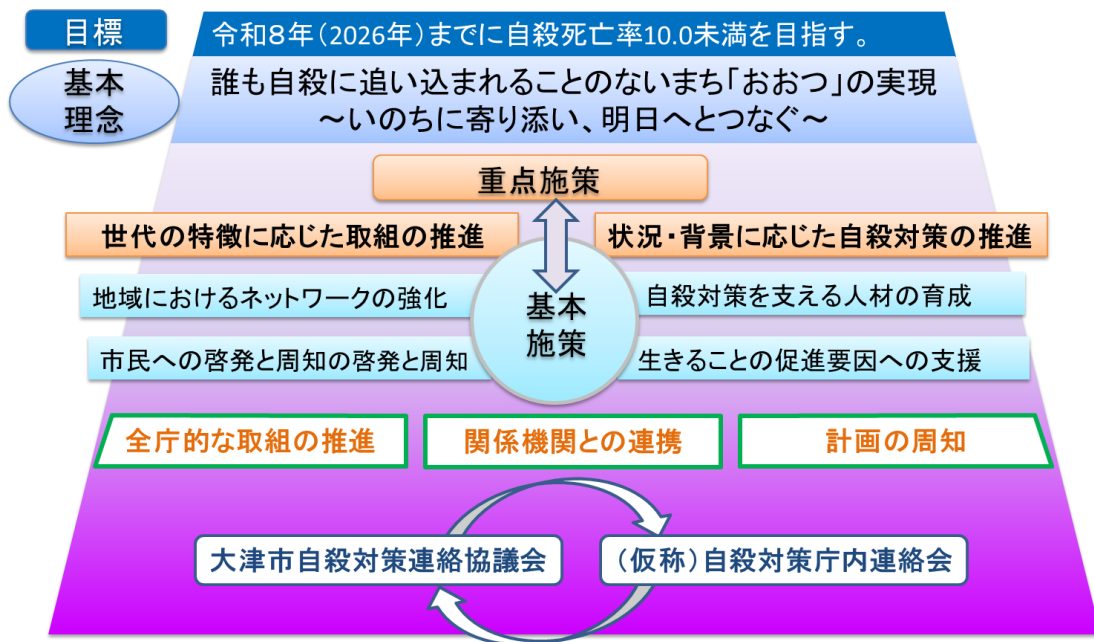 目標
令和8年(2026年)までに自殺死亡率10.0未満を目指す。
基本
理念
誰も自殺に追い込まれることのないまち「おおつ」の実現
～いのちに寄り添い、明日へとつなぐ～
重点施策
世代の特徴に応じた取組の推進
状況・背景に応じた自殺対策の推進
基本
施策
地域におけるネットワークの強化
自殺対策を支える人材の育成
市民への啓発と周知の啓発と周知
生きることの促進要因への支援
全庁的な取組の推進
関係機関との連携
計画の周知
大津市自殺対策連絡協議会
(仮称)自殺対策庁内連絡会